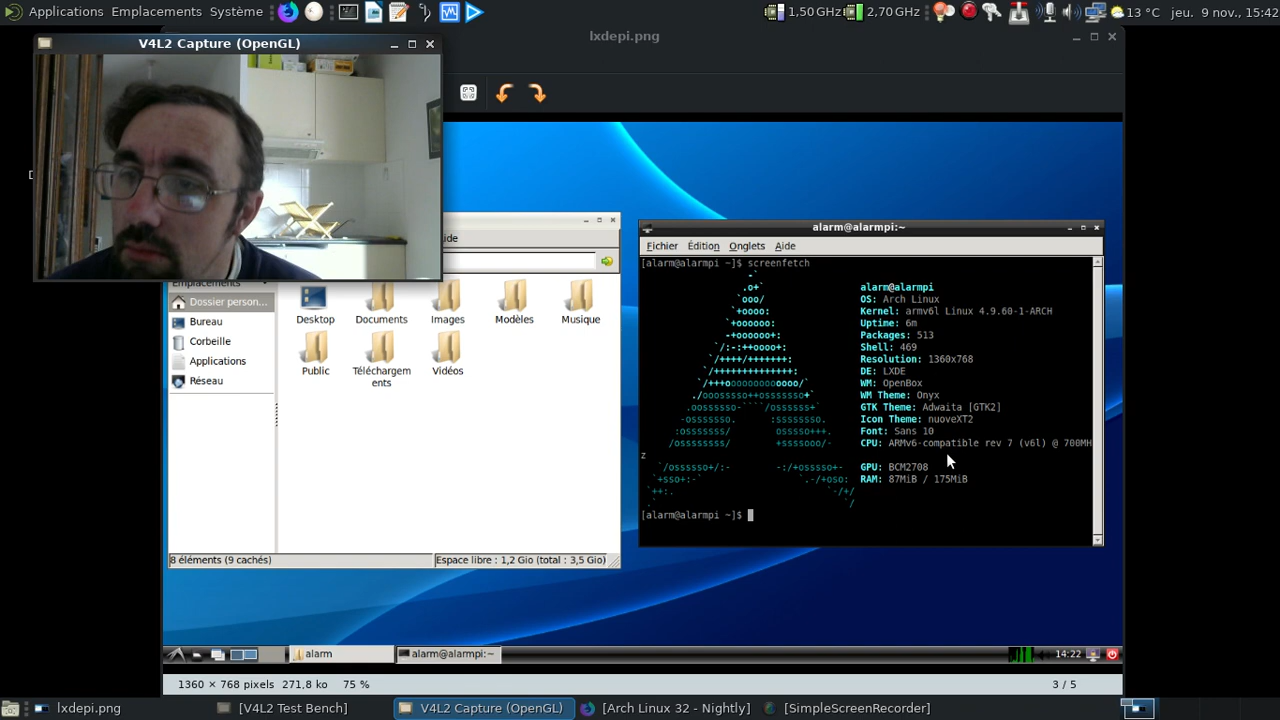 Applications Emplacements Système 1,50 GHz 2,70 GHz 13 °C jeu. 9 nov., 15:42
lxdepi.png
V4L2 Capture (OpenGL)
ide
Emplacements
Dossier person...
Bureau
Corbeille
Applications
Réseau
Desktop Documents Images Modèles Musique
Public Téléchargem
ents Vidéos
8 éléments (9 cachés) Espace libre : 1,2 Gio (total : 3,5 Gio)
alarm@alarmpi:~
Fichier Édition Onglets Aide
[alarm@alarmpi ~]$ screenfetch
alarm@alarmpi
OS: Arch Linux
Kernel: armv6l Linux 4.9.60-1-ARCH
Uptime: 6m
Packages: 513
Shell: 469
Resolution: 1360x768
DE: LXDE
WM: OpenBox
WM Theme: Onyx
GTK Theme: Adwaita [GTK2]
Icon Theme: nuoveXT2
Font: Sans 10
CPU: ARMv6-compatible rev 7 (v6l) @ 700MH
z
GPU: BCM2708
RAM: 87MiB / 175MiB
[alarm@alarmpi ~]$
alarm alarm@alarmpi:~ 14:22
1360 × 768 pixels 271,8 ko 75 % 3 / 5
lxdepi.png [V4L2 Test Bench] V4L2 Capture (OpenGL) [Arch Linux 32 - Nightly] [SimpleScreenRecorder]